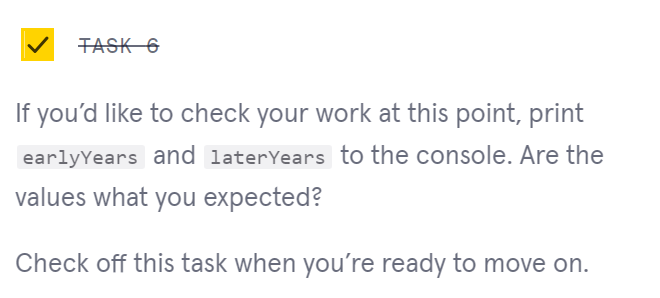 TASK 6
If you’d like to check your work at this point, print
earlyYears and laterYears to the console. Are the
values what you expected?
Check off this task when you’re ready to move on.